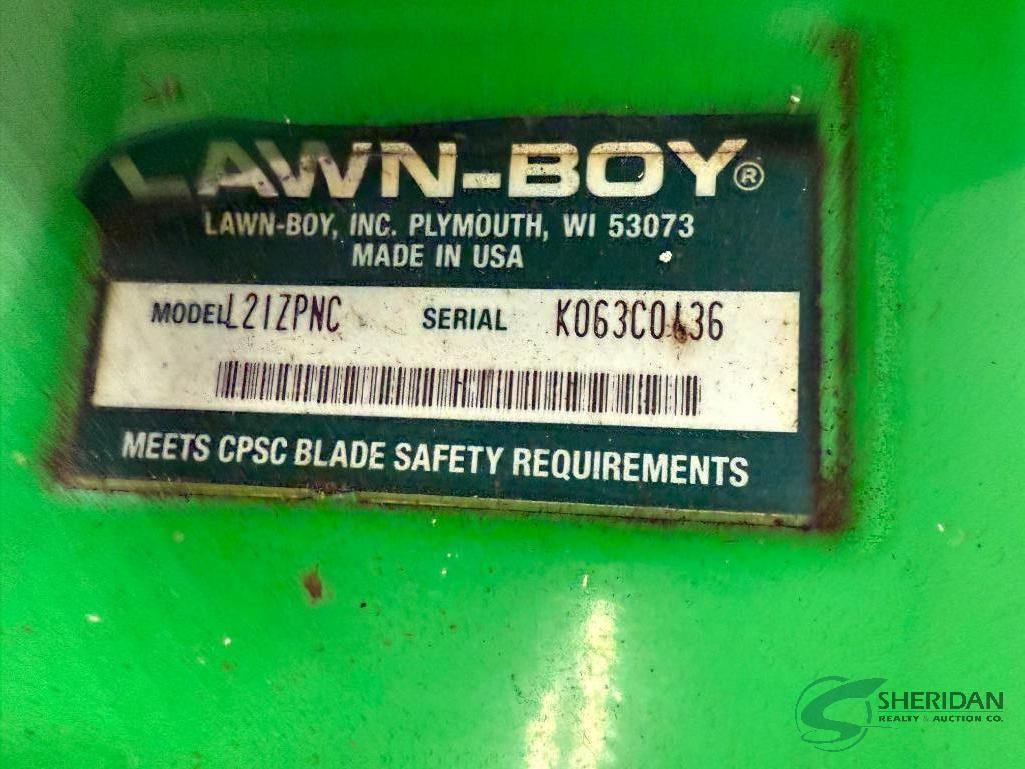 LAWN-BOY®
LAWN-BOY, INC. PLYMOUTH, WI 53073
MADE IN USA
MODEL L21ZPNC SERIAL K063C0136
MEETS CPSC BLADE SAFETY REQUIREMENTS
SHERIDAN
REALTY & AUCTION CO.